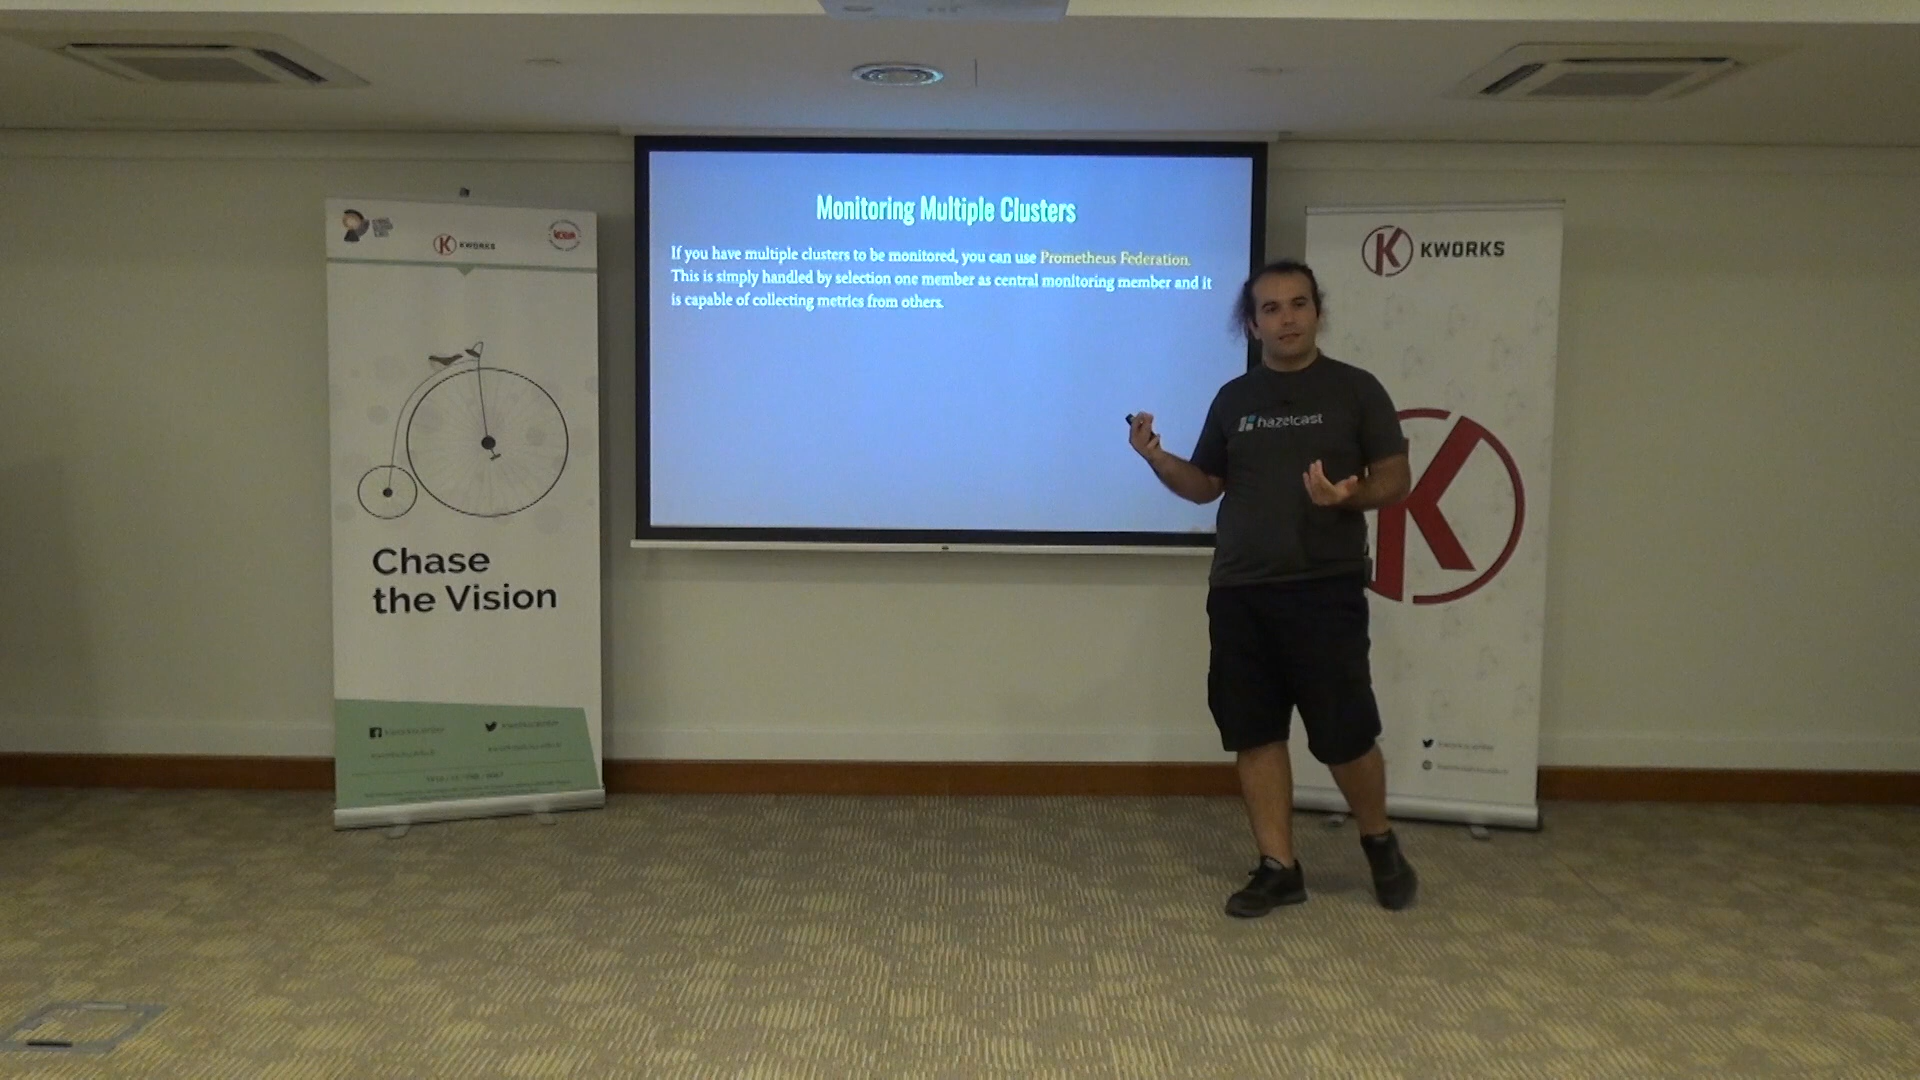 KWORKS
Chase
the Vision
Monitoring Multiple Clusters
If you have multiple clusters to be monitored, you can use Prometheus Federation.
This is simply handled by selection one member as central monitoring member and it
is capable of collecting metrics from others.
hazelcast
KWORKS
K